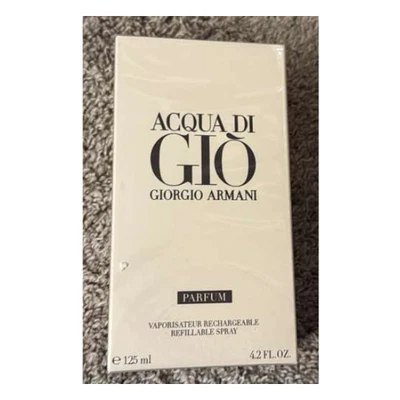 ACQUA DI
GIÒ
GIORGIO ARMANI
PARFUM
VAPORISATEUR RECHARGEABLE
REFILLABLE SPRAY
℮ 125 ml 4.2 FL.OZ.